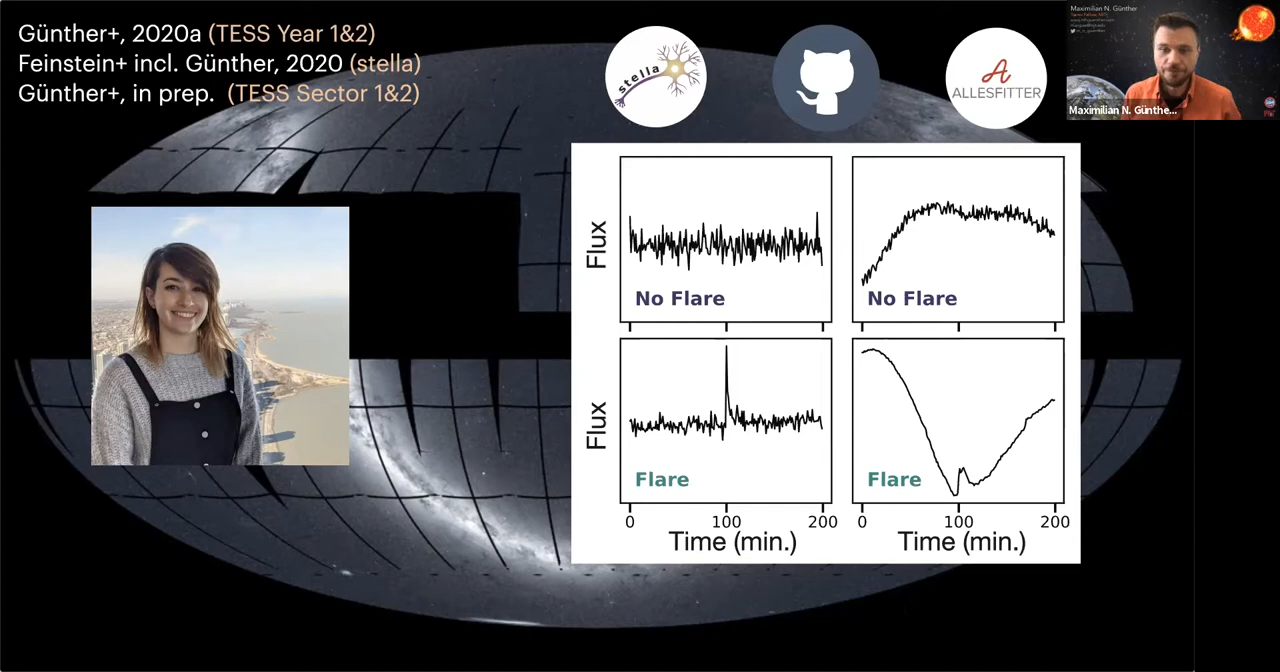 Günther+, 2020a (TESS Year 1&2)
Feinstein+ incl. Günther, 2020 (stella)
Günther+, in prep. (TESS Sector 1&2)
stella
ALLESFITTER
Maximilian N. Günther
Maximilian N. Günthe...
Flux
No Flare
No Flare
Flux
Flare
Flare
0 100 200
0 100 200
Time (min.)
Time (min.)